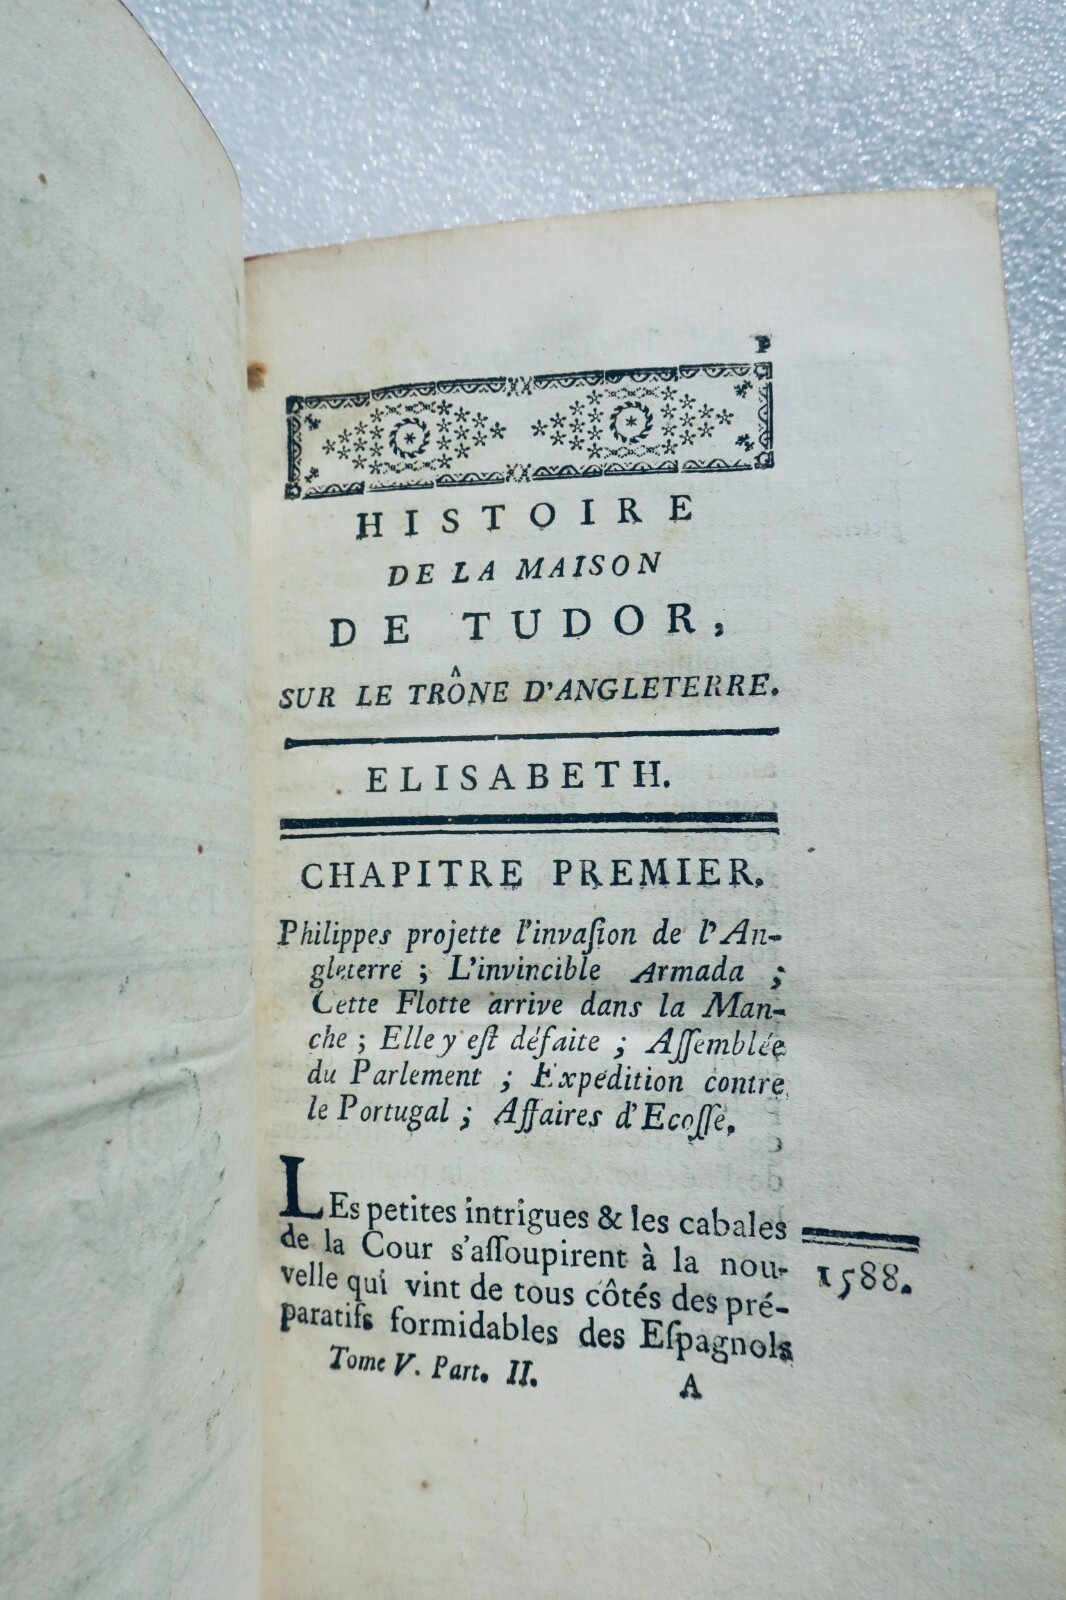 HISTOIRE
DE LA MAISON
DE TUDOR,
SUR LE TRÔNE D'ANGLETERRE.
ELISABETH.
CHAPITRE PREMIER.
Philippes projette l'invaſion de l'An-
gleterre ; L'invincible Armada ;
Cette Flotte arrive dans la Man-
che ; Elle y eſt défaite ; Aſſemblée
du Parlement ; Expédition contre
le Portugal ; Affaires d'Ecoſſe.
LEs petites intrigues & les cabales
de la Cour s'aſſoupirent à la nou-
velle qui vint de tous côtés des pré-
paratifs formidables des Eſpagnols
1588.
Tome V. Part. II. A